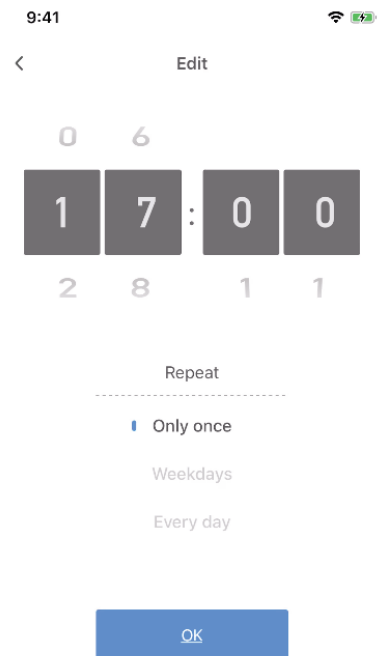 9:41
Edit
0 6
1 7 : 0 0
2 8 1 1
Repeat
Only once
Weekdays
Every day
OK